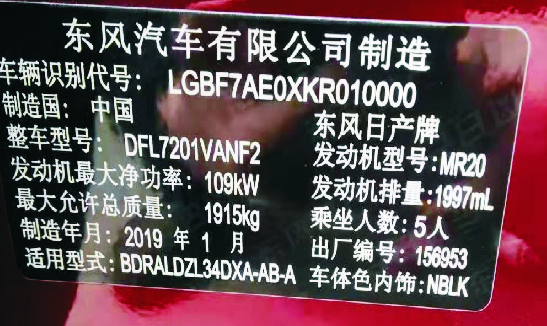 东风汽车有限公司制造
车辆识别代号: LGBF7AE0XKR010000
制造国: 中国 东风日产牌
整车型号: DFL7201VANF2 发动机型号: MR20
发动机最大净功率: 109kW 发动机排量: 1997mL
最大允许总质量: 1915kg 乘坐人数: 5人
制造年月: 2019 年 1 月 出厂编号: 156953
适用型式: BDRALDZL34DXA-AB-A 车体色内饰: NBLK